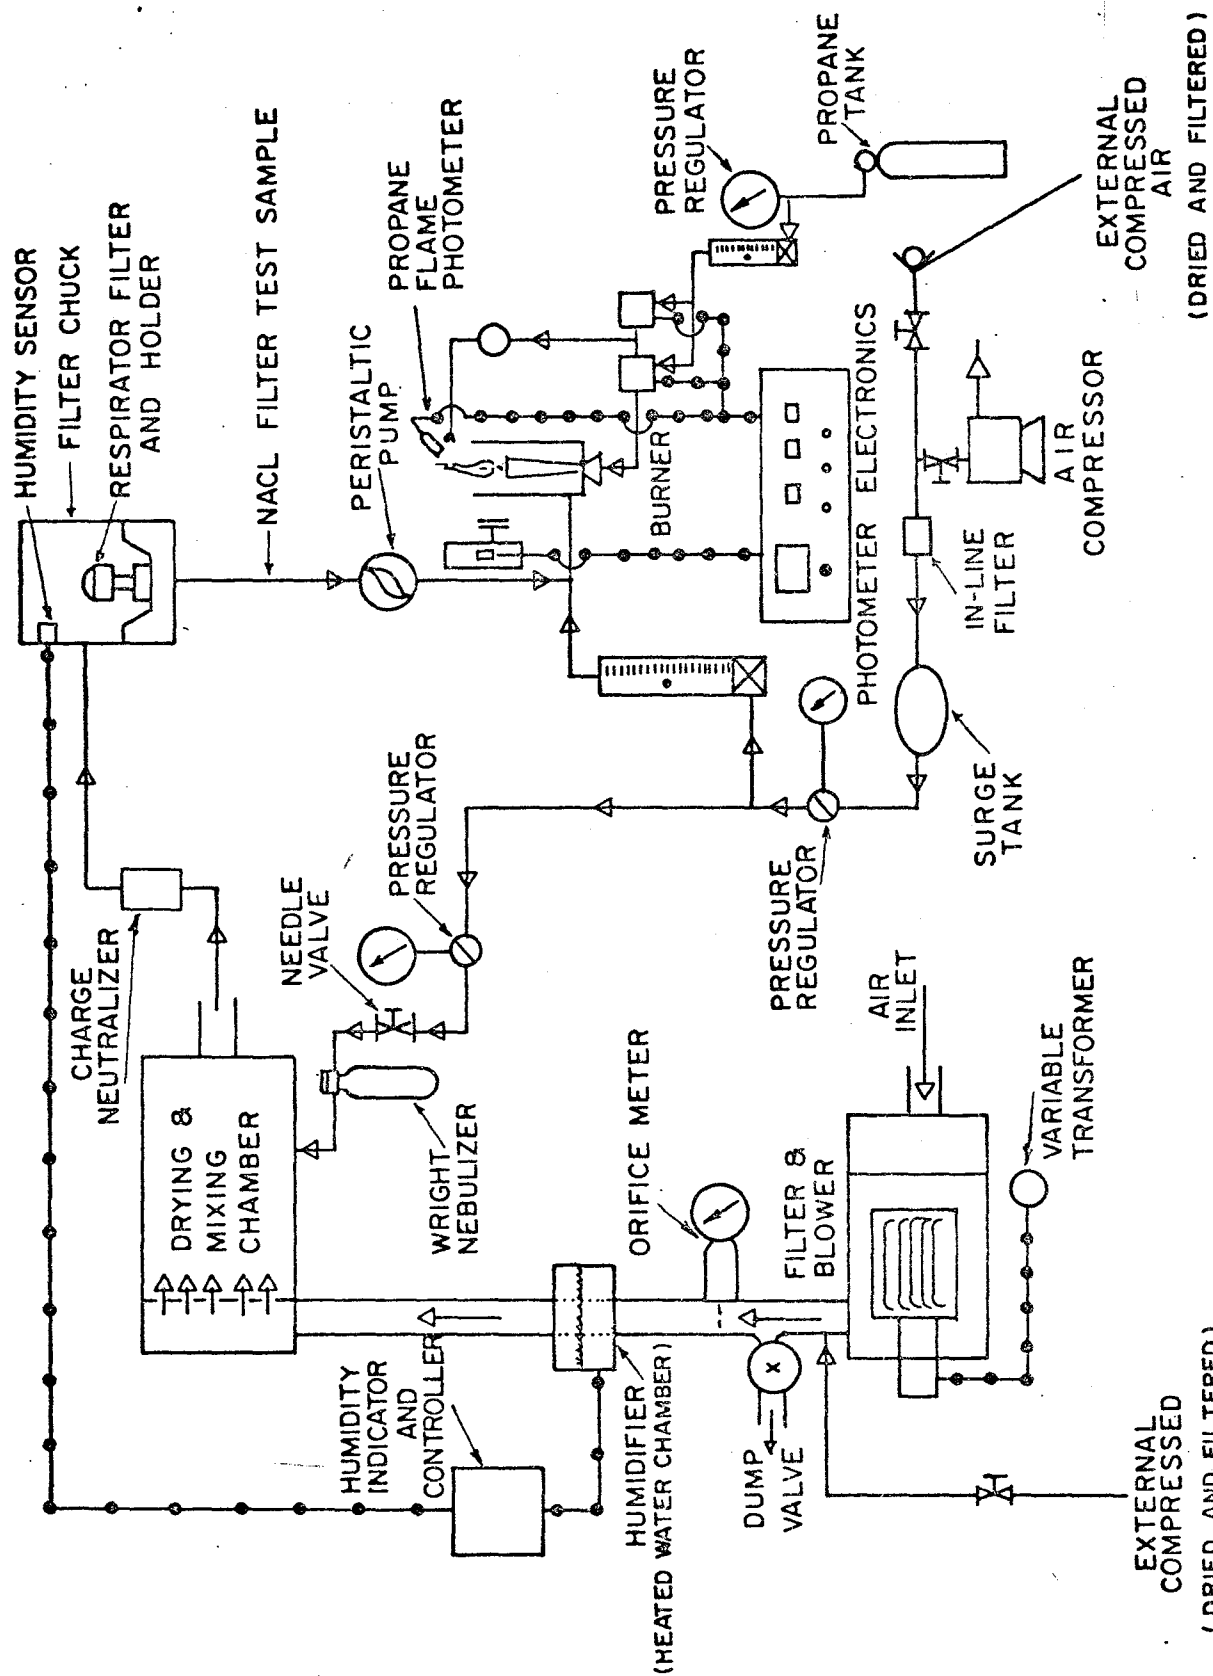 HUMIDITY SENSOR
FILTER CHUCK
RESPIRATOR FILTER
AND HOLDER
NACL FILTER TEST SAMPLE
PERISTALTIC
PUMP
PROPANE
FLAME
PHOTOMETER
PRESSURE
REGULATOR
PROPANE
TANK
EXTERNAL
COMPRESSED
AIR
(DRIED AND FILTERED)
CHARGE
NEUTRALIZER
NEEDLE
VALVE
PRESSURE
REGULATOR
BURNER
PHOTOMETER ELECTRONICS
AIR
COMPRESSOR
IN-LINE
FILTER
SURGE
TANK
PRESSURE
REGULATOR
DRYING &
MIXING
CHAMBER
WRIGHT
NEBULIZER
ORIFICE METER
FILTER &
BLOWER
AIR
INLET
VARIABLE
TRANSFORMER
HUMIDITY
INDICATOR
AND
CONTROLLER
HUMIDIFIER
(HEATED WATER CHAMBER)
DUMP
VALVE
X
EXTERNAL
COMPRESSED
(DRIED AND FILTERED)